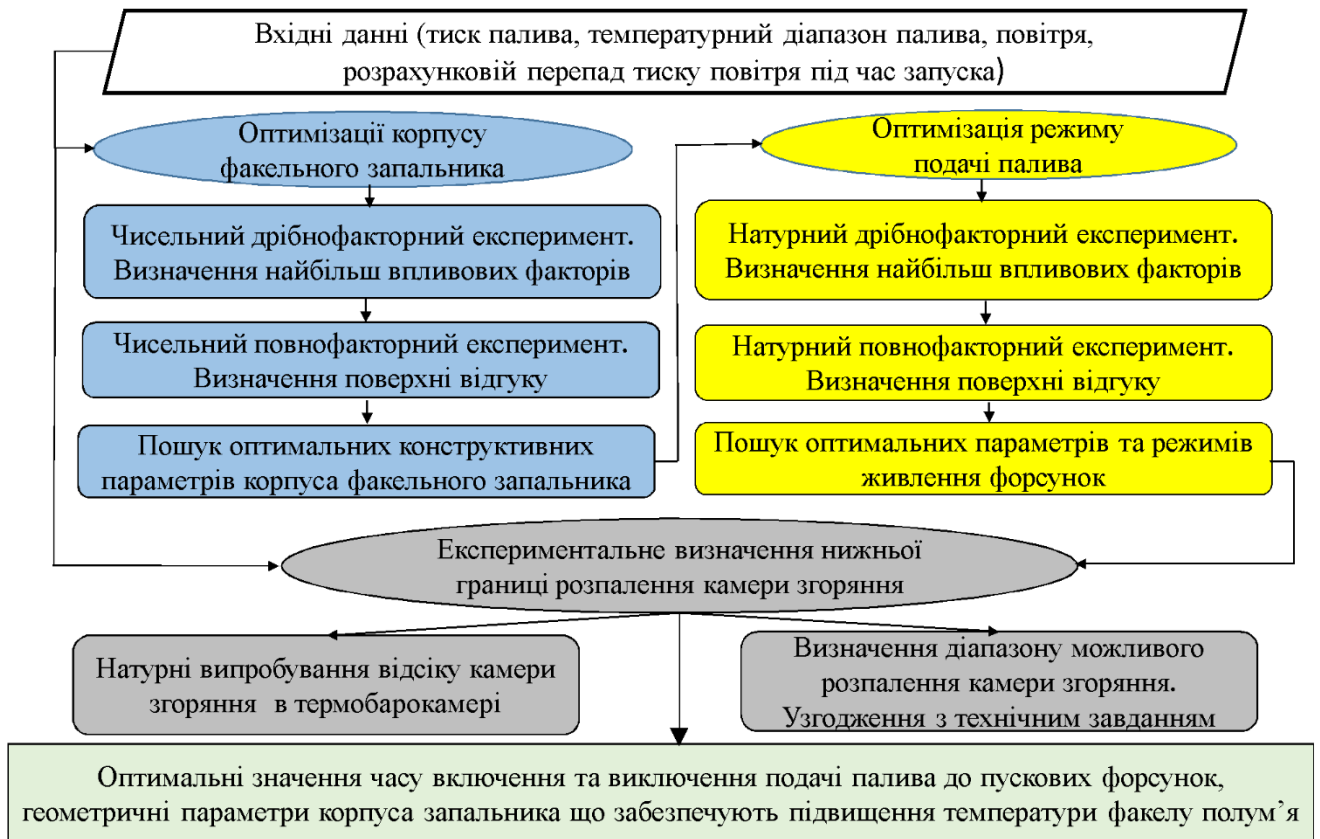 Вхідні данні (тиск палива, температурний діапазон палива, повітря,
розрахунковій перепад тиску повітря під час запуска)
Оптимізації корпусу
факельного запальника
Чисельний дрібнофакторний експеримент.
Визначення найбільш впливових факторів
Чисельний повнофакторний експеримент.
Визначення поверхні відгуку
Пошук оптимальних конструктивних
параметрів корпуса факельного запальника
Оптимізація режиму
подачі палива
Натурний дрібнофакторний експеримент.
Визначення найбільш впливових факторів
Натурний повнофакторний експеримент.
Визначення поверхні відгуку
Пошук оптимальних параметрів та режимів
живлення форсунок
Експериментальне визначення нижньої
границі розпалення камери згоряння
Натурні випробування відсіку камери
згоряння в термобарокамері
Визначення діапазону можливого
розпалення камери згоряння.
Узгодження з технічним завданням
Оптимальні значення часу включення та виключення подачі палива до пускових форсунок,
геометричні параметри корпуса запальника що забезпечують підвищення температури факелу полум’я